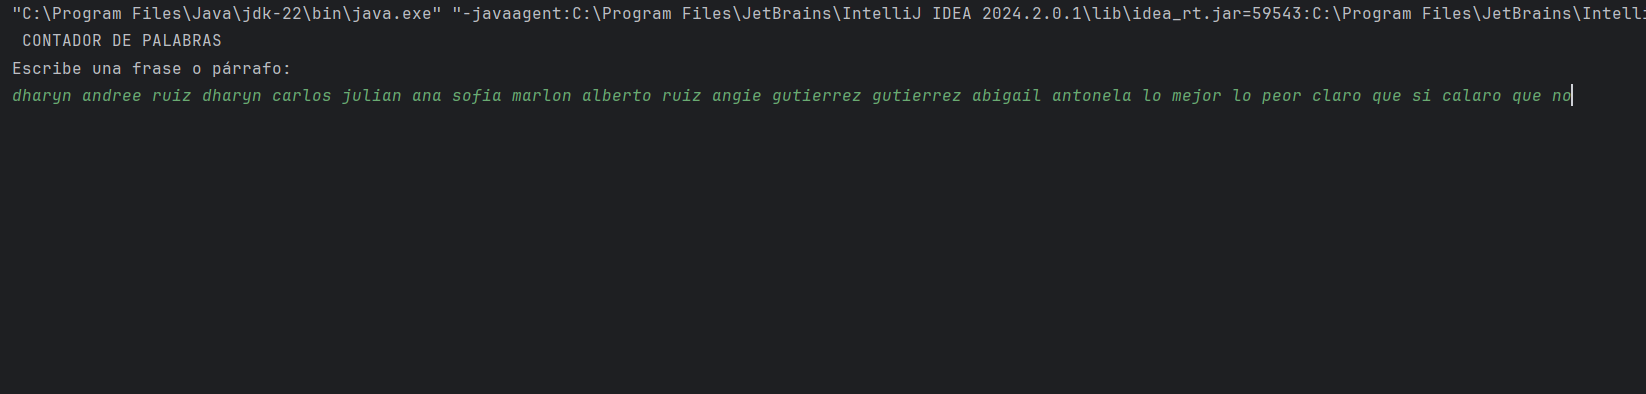 "C:\Program Files\Java\jdk-22\bin\java.exe" "-javaagent:C:\Program Files\JetBrains\IntelliJ IDEA 2024.2.0.1\lib\idea_rt.jar=59543:C:\Program Files\JetBrains\Intelli
CONTADOR DE PALABRAS
Escribe una frase o párrafo:
dharyn andree ruiz dharyn carlos julian ana sofia marlon alberto ruiz angie gutierrez gutierrez abigail antonela lo mejor lo peor claro que si calaro que no